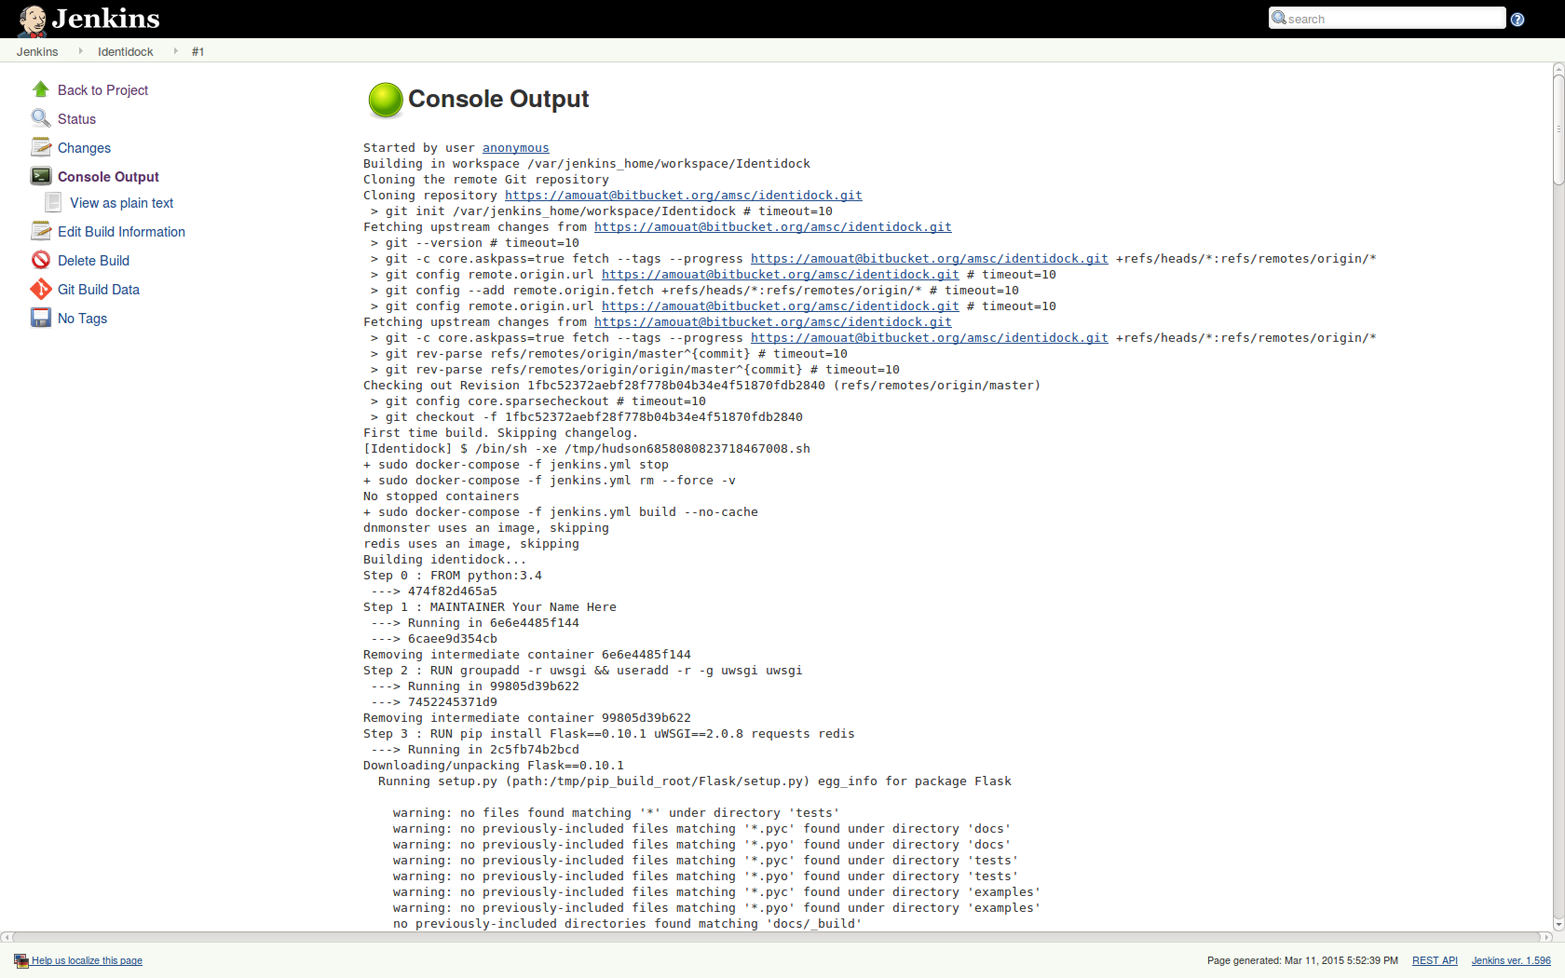 Jenkins
search
Jenkins Identidock #1
Back to Project
Status
Changes
Console Output
View as plain text
Edit Build Information
Delete Build
Git Build Data
No Tags
Console Output
Started by user anonymous
Building in workspace /var/jenkins_home/workspace/Identidock
Cloning the remote Git repository
Cloning repository https://amouat@bitbucket.org/amsc/identidock.git
 > git init /var/jenkins_home/workspace/Identidock # timeout=10
Fetching upstream changes from https://amouat@bitbucket.org/amsc/identidock.git
 > git --version # timeout=10
 > git -c core.askpass=true fetch --tags --progress https://amouat@bitbucket.org/amsc/identidock.git +refs/heads/*:refs/remotes/origin/*
 > git config remote.origin.url https://amouat@bitbucket.org/amsc/identidock.git # timeout=10
 > git config --add remote.origin.fetch +refs/heads/*:refs/remotes/origin/* # timeout=10
 > git config remote.origin.url https://amouat@bitbucket.org/amsc/identidock.git # timeout=10
Fetching upstream changes from https://amouat@bitbucket.org/amsc/identidock.git
 > git -c core.askpass=true fetch --tags --progress https://amouat@bitbucket.org/amsc/identidock.git +refs/heads/*:refs/remotes/origin/*
 > git rev-parse refs/remotes/origin/master^{commit} # timeout=10
 > git rev-parse refs/remotes/origin/origin/master^{commit} # timeout=10
Checking out Revision 1fbc52372aebf28f778b04b34e4f51870fdb2840 (refs/remotes/origin/master)
 > git config core.sparsecheckout # timeout=10
 > git checkout -f 1fbc52372aebf28f778b04b34e4f51870fdb2840
First time build. Skipping changelog.
[Identidock] $ /bin/sh -xe /tmp/hudson6858080823718467008.sh
+ sudo docker-compose -f jenkins.yml stop
+ sudo docker-compose -f jenkins.yml rm --force -v
No stopped containers
+ sudo docker-compose -f jenkins.yml build --no-cache
dnmonster uses an image, skipping
redis uses an image, skipping
Building identidock...
Step 0 : FROM python:3.4
 ---> 474f82d465a5
Step 1 : MAINTAINER Your Name Here
 ---> Running in 6e6e4485f144
 ---> 6caee9d354cb
Removing intermediate container 6e6e4485f144
Step 2 : RUN groupadd -r uwsgi && useradd -r -g uwsgi uwsgi
 ---> Running in 99805d39b622
 ---> 7452245371d9
Removing intermediate container 99805d39b622
Step 3 : RUN pip install Flask==0.10.1 uWSGI==2.0.8 requests redis
 ---> Running in 2c5fb74b2bcd
Downloading/unpacking Flask==0.10.1
  Running setup.py (path:/tmp/pip_build_root/Flask/setup.py) egg_info for package Flask
    warning: no files found matching '*' under directory 'tests'
    warning: no previously-included files matching '*.pyc' found under directory 'docs'
    warning: no previously-included files matching '*.pyo' found under directory 'docs'
    warning: no previously-included files matching '*.pyc' found under directory 'tests'
    warning: no previously-included files matching '*.pyo' found under directory 'tests'
    warning: no previously-included files matching '*.pyc' found under directory 'examples'
    warning: no previously-included files matching '*.pyo' found under directory 'examples'
    no previously-included directories found matching 'docs/_build'
Help us localize this page
Page generated: Mar 11, 2015 5:52:39 PM REST API Jenkins ver. 1.596